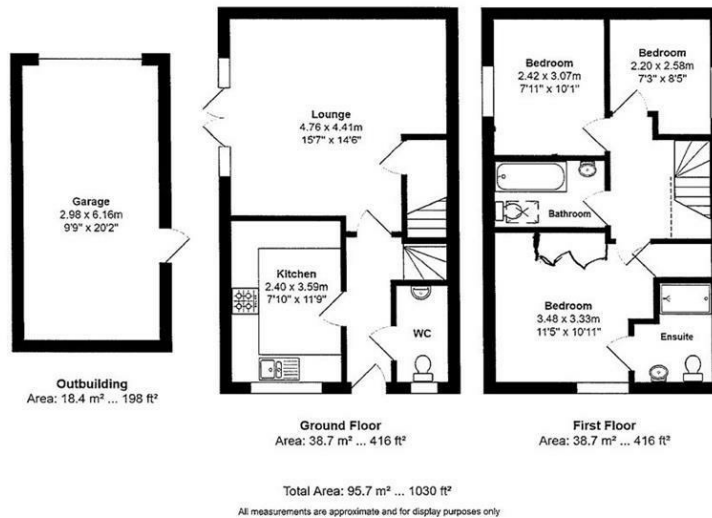 Garage
2.98 x 6.16m
9'9" x 20'2"
Outbuilding
Area: 18.4 m² ... 198 ft²
Lounge
4.76 x 4.41m
15'7" x 14'6"
Kitchen
2.40 x 3.59m
7'10" x 11'9"
WC
Ground Floor
Area: 38.7 m² ... 416 ft²
Bedroom
2.42 x 3.07m
7'11" x 10'1"
Bedroom
2.20 x 2.58m
7'3" x 8'5"
Bathroom
Bedroom
3.48 x 3.33m
11'5" x 10'11"
Ensuite
First Floor
Area: 38.7 m² ... 416 ft²
Total Area: 95.7 m² ... 1030 ft²
All measurements are approximate and for display purposes only